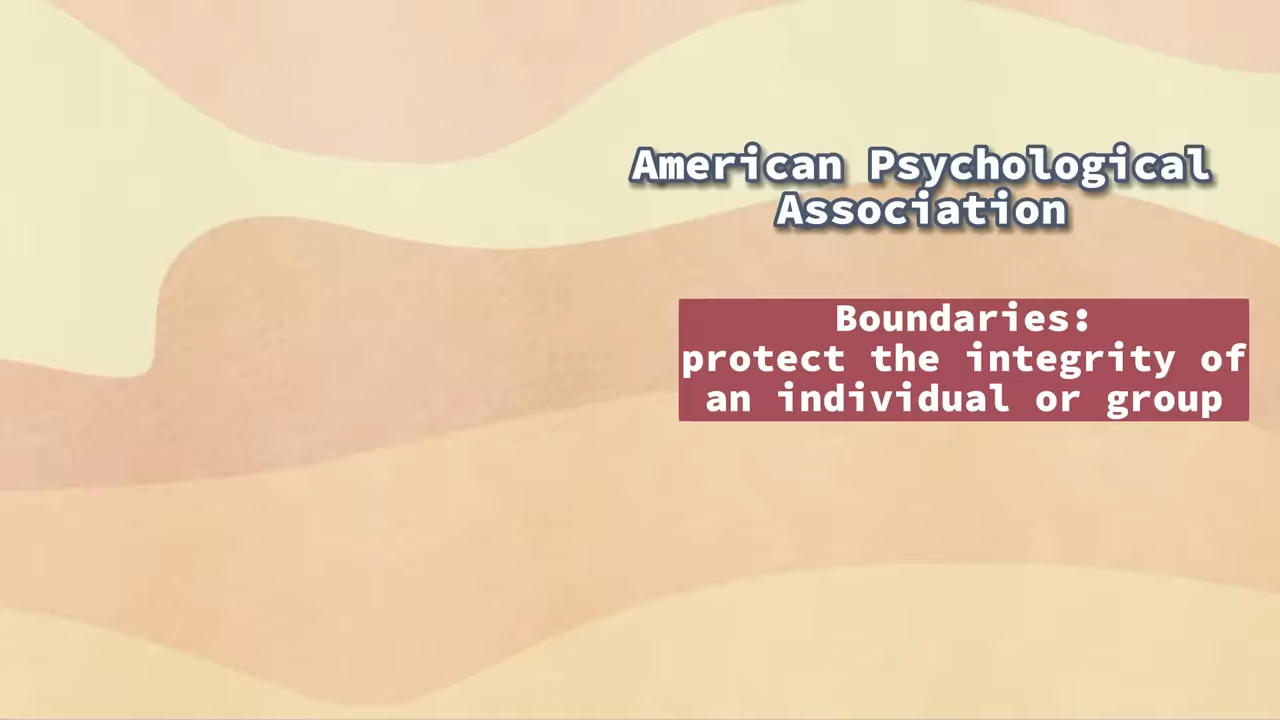 American Psychological
Association
Boundaries:
protect the integrity of
an individual or group